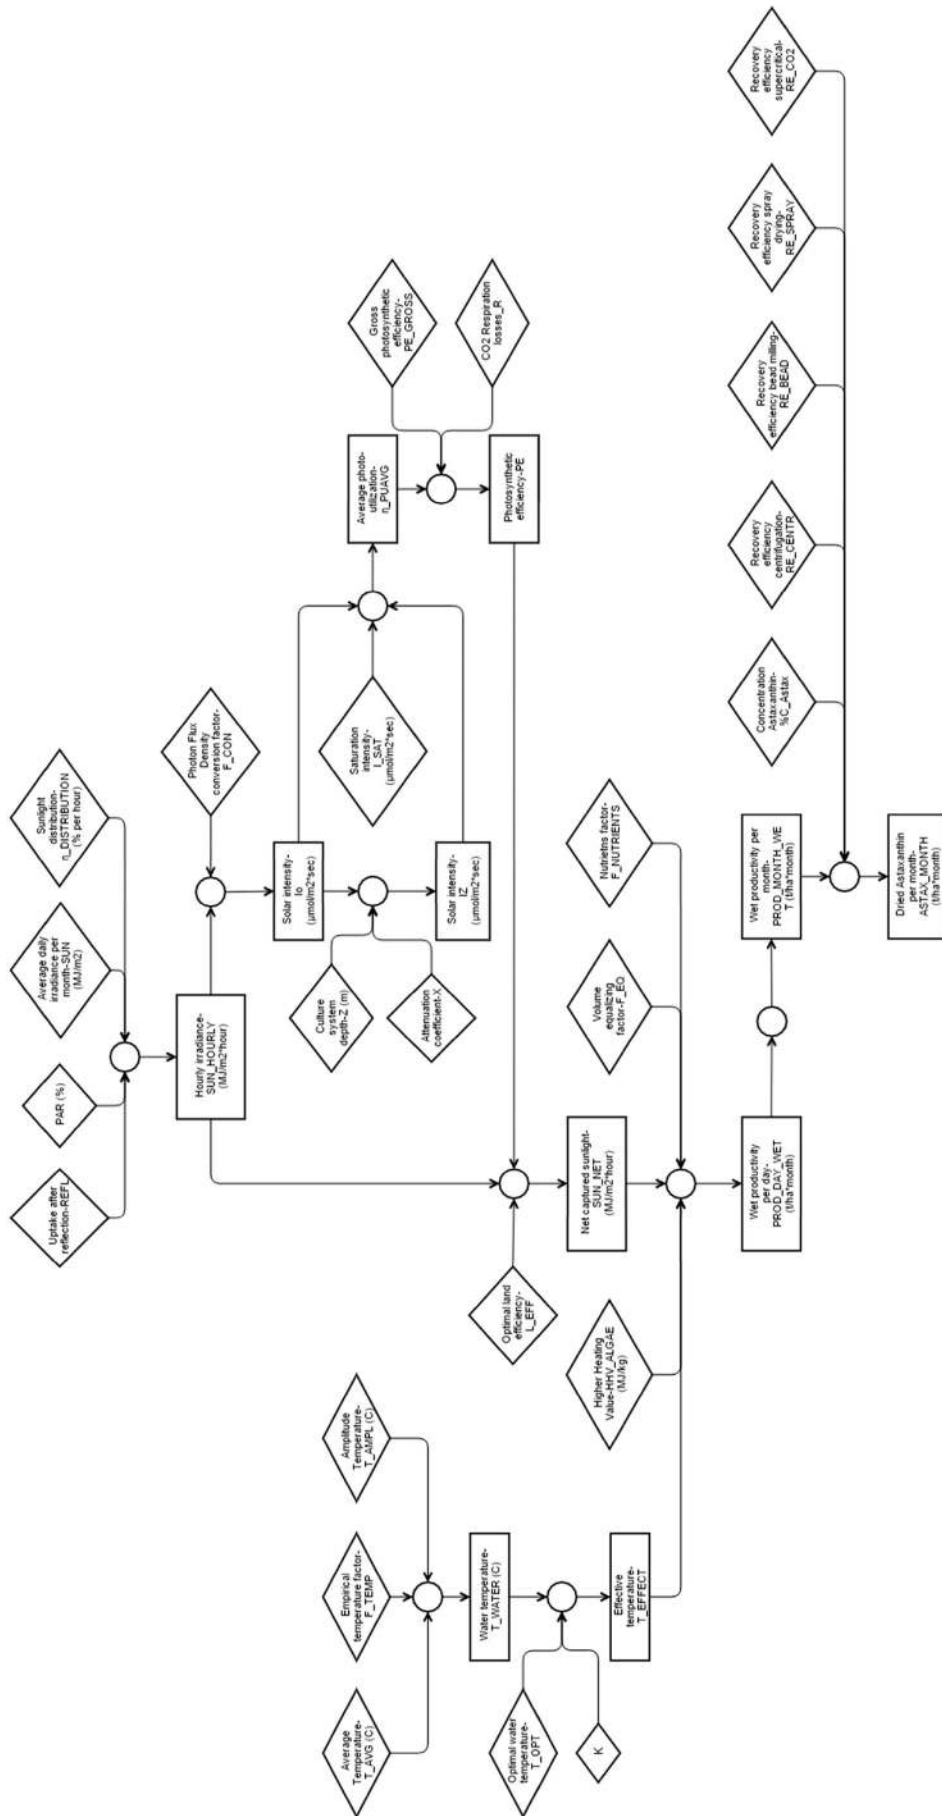 Uptake after
reflection-REFL
PAR (%)
Average daily
irradiance per
month-SUN
(MJ/m2)
Sunlight
distribution-
η_DISTRIBUTION
(% per hour)
Hourly irradiance-
SUN_HOURLY
(MJ/m2*hour)
Photon Flux
Density
conversion factor-
F_CON
Culture
system
depth-Z (m)
Attenuation
coefficient-X
Solar intensity-
Io
(μmol/m2*sec)
Solar intensity-
IZ
(μmol/m2*sec)
Saturation
intensity-
I_SAT
(μmol/m2*sec)
Average photo-
utilization-
η_PUAVG
Gross
photosynthetic
efficiency-
PE_GROSS
CO2 Respiration
losses_R
Photosynthetic
efficiency-PE
Average
Temperature-
T_AVG (C)
Empirical
temperature factor-
F_TEMP
Amplitude
Temperature-
T_AMPL (C)
Water temperature-
T_WATER (C)
Optimal water
temperature-
T_OPT
K
Effective
temperature-
T_EFFECT
Optimal land
efficiency-
L_EFF
Net captured sunlight-
SUN_NET
(MJ/m2*hour)
Higher Heating
Value-HHV_ALGAE
(MJ/kg)
Volume
equalizing
factor-F_EQ
Nutrietns factor-
F_NUTRIENTS
Wet productivity
per day-
PROD_DAY_WET
(t/ha*month)
Wet productivity per
month-
PROD_MONTH_WE
T (t/ha*month)
Concentration
Astaxanthin-
%C_Astax
Recovery
efficiency
centrifugation-
RE_CENTR
Recovery
efficiency bead milling-
RE_BEAD
Recovery
efficiency spray
drying-
RE_SPRAY
Recovery
efficiency
supercritical-
RE_CO2
Dried Astaxanthin
per month-
ASTAX_MONTH
(t/ha*month)